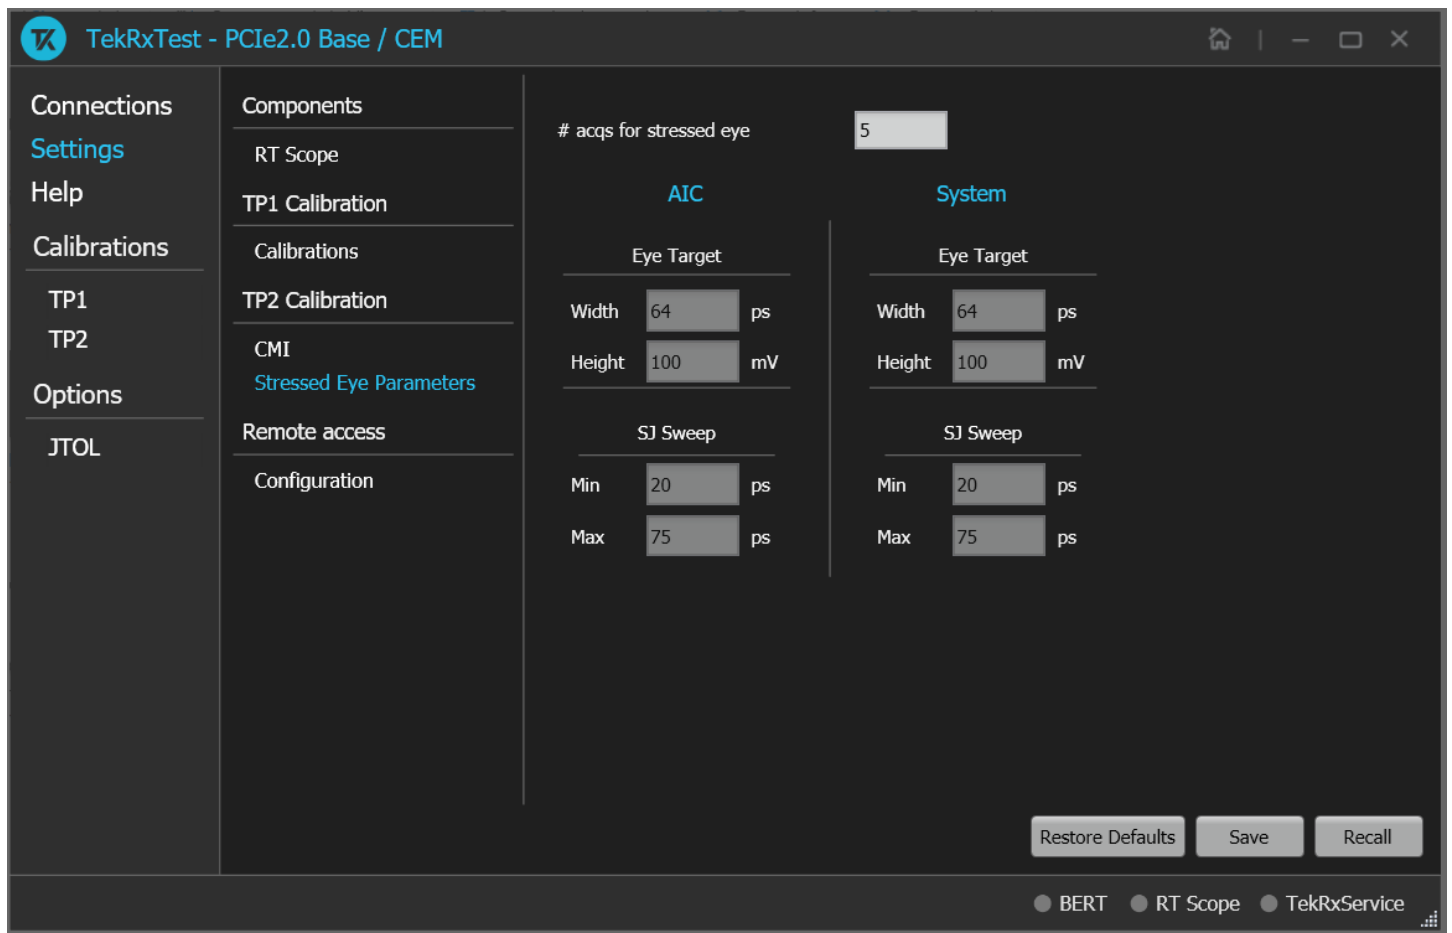 TK TekRxTest - PCIe2.0 Base / CEM
Connections
Settings
Help
Calibrations
TP1
TP2
Options
JTOL
Components
RT Scope
TP1 Calibration
Calibrations
TP2 Calibration
CMI
Stressed Eye Parameters
Remote access
Configuration
# acqs for stressed eye 5
AIC
Eye Target
Width 64 ps
Height 100 mV
SJ Sweep
Min 20 ps
Max 75 ps
System
Eye Target
Width 64 ps
Height 100 mV
SJ Sweep
Min 20 ps
Max 75 ps
Restore Defaults Save Recall
BERT RT Scope TekRxService